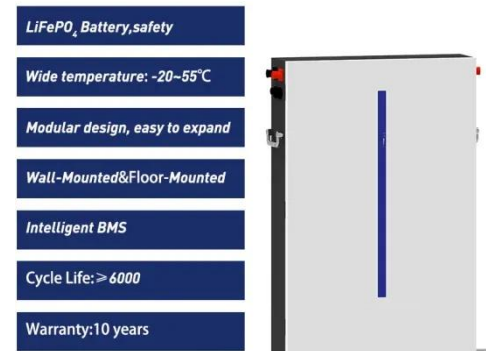 LiFePO4 Battery,safety
Wide temperature: -20~55℃
Modular design, easy to expand
Wall-Mounted&Floor-Mounted
Intelligent BMS
Cycle Life:≥6000
Warranty:10 years